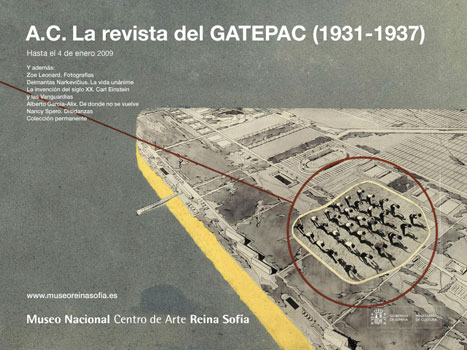 A.C. La revista del GATEPAC (1931-1937)
Hasta el 4 de enero 2009
Y además:
Zoe Leonard. Fotografías
Deimantas Narkevičius. La vida unánime
La invención del siglo XX. Carl Einstein
y las Vanguardias
Alberto García-Alix. De donde no se vuelve
Nancy Spero. Disidanzas
Colección permanente
www.museoreinasofia.es
Museo Nacional Centro de Arte Reina Sofía
GOBIERNO DE ESPAÑA
MINISTERIO DE CULTURA